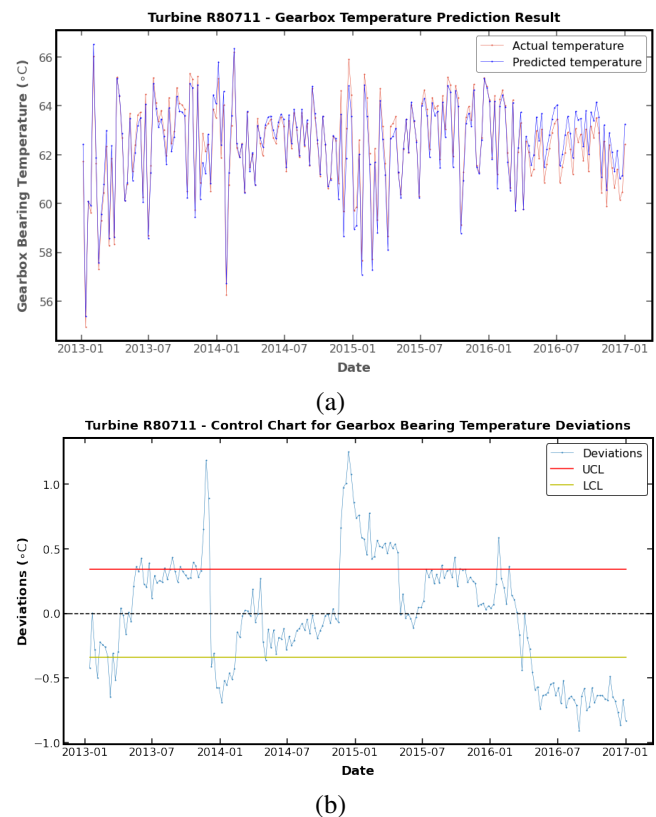 Turbine R80711 - Gearbox Temperature Prediction Result
Actual temperature
Predicted temperature
Gearbox Bearing Temperature (∘C)
66
64
62
60
58
56
2013-01 2013-07 2014-01 2014-07 2015-01 2015-07 2016-01 2016-07 2017-01
Date
(a)
Turbine R80711 - Control Chart for Gearbox Bearing Temperature Deviations
Deviations
UCL
LCL
Deviations (∘C)
1.0
0.5
0.0
−0.5
−1.0
2013-01 2013-07 2014-01 2014-07 2015-01 2015-07 2016-01 2016-07 2017-01
Date
(b)